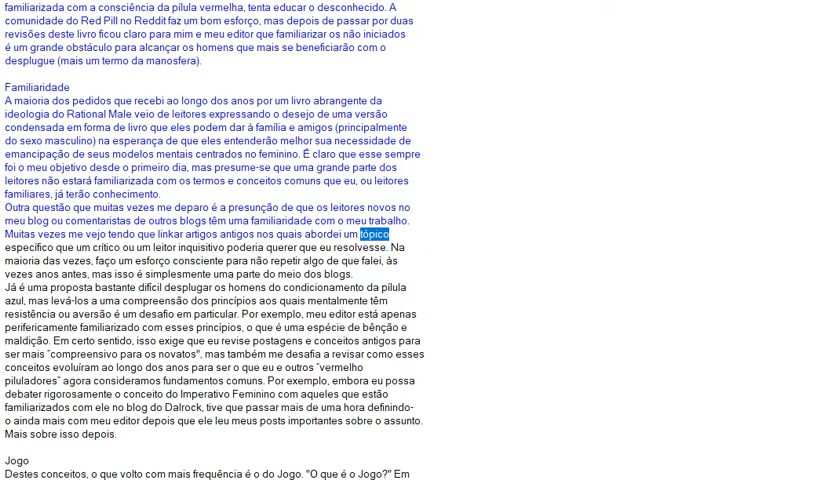 familiarizada com a consciência da pílula vermelha, tenta educar o desconhecido. A
comunidade do Red Pill no Reddit faz um bom esforço, mas depois de passar por duas
revisões deste livro ficou claro para mim e meu editor que familiarizar os não iniciados
é um grande obstáculo para alcançar os homens que mais se beneficiarão com o
desplugue (mais um termo da manosfera).
Familiaridade
A maioria dos pedidos que recebi ao longo dos anos por um livro abrangente da
ideologia do Rational Male veio de leitores expressando o desejo de uma versão
condensada em forma de livro que eles podem dar à família e amigos (principalmente
do sexo masculino) na esperança de que eles entenderão melhor sua necessidade de
emancipação de seus modelos mentais centrados no feminino. É claro que esse sempre
foi o meu objetivo desde o primeiro dia, mas presume-se que uma grande parte dos
leitores não estará familiarizada com os termos e conceitos comuns que eu, ou leitores
familiares, já terão conhecimento.
Outra questão que muitas vezes me deparo é a presunção de que os leitores novos no
meu blog ou comentaristas de outros blogs têm uma familiaridade com o meu trabalho.
Muitas vezes me vejo tendo que linkar artigos antigos nos quais abordei um tópico
específico que um crítico ou um leitor inquisitivo poderia querer que eu resolvesse. Na
maioria das vezes, faço um esforço consciente para não repetir algo de que falei, às
vezes anos antes, mas isso é simplesmente uma parte do meio dos blogs.
Já é uma proposta bastante difícil desplugar os homens do condicionamento da pílula
azul, mas levá-los a uma compreensão dos princípios aos quais mentalmente têm
resistência ou aversão é um desafio em particular. Por exemplo, meu editor está apenas
perifericamente familiarizado com esses princípios, o que é uma espécie de bênção e
maldição. Em certo sentido, isso exige que eu revise postagens e conceitos antigos para
ser mais "compreensivo para os novatos", mas também me desafia a revisar como esses
conceitos evoluíram ao longo dos anos para ser o que eu e outros "vermelho
piluladores" agora consideramos fundamentos comuns. Por exemplo, embora eu possa
debater rigorosamente o conceito do Imperativo Feminino com aqueles que estão
familiarizados com ele no blog do Dalrock, tive que passar mais de uma hora definindo-
o ainda mais com meu editor depois que ele leu meus posts importantes sobre o assunto.
Mais sobre isso depois.
Jogo
Destes conceitos, o que volto com mais frequência é o do Jogo. "O que é o Jogo?" Em